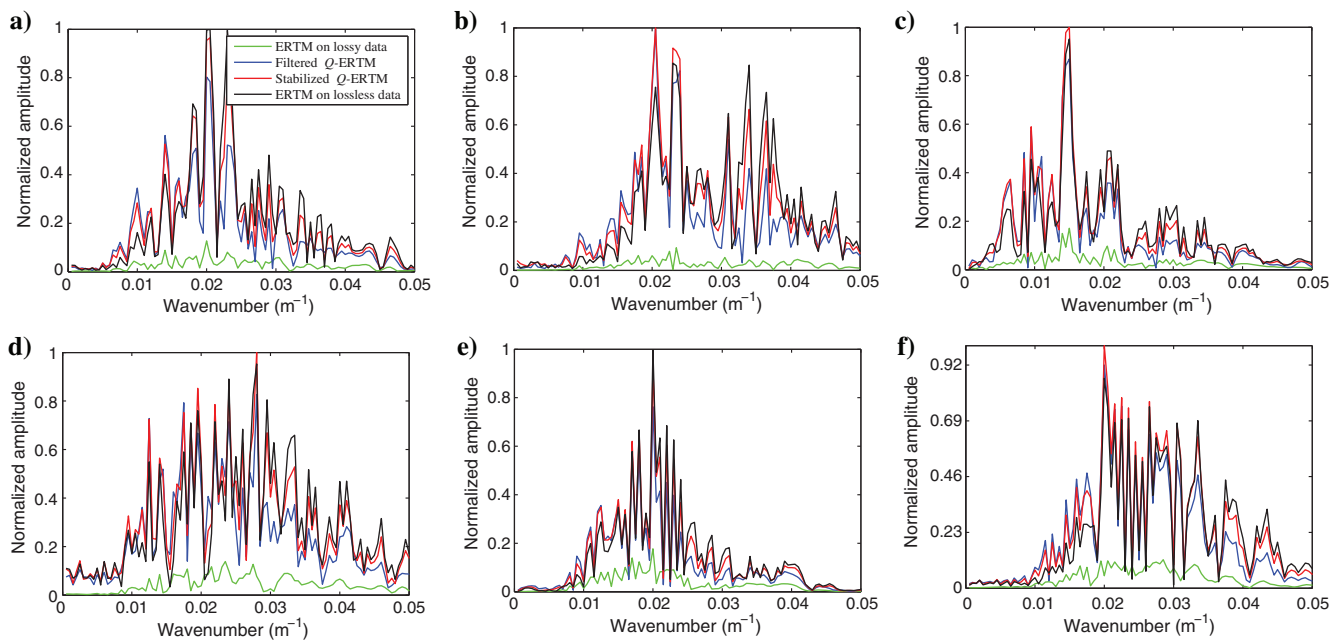 a)
Normalized amplitude
1
0.8
0.6
0.4
0.2
0
0 0.01 0.02 0.03 0.04 0.05
Wavenumber (m⁻¹)
ERTM on lossy data
Filtered Q-ERTM
Stabilized Q-ERTM
ERTM on lossless data
b)
Normalized amplitude
1
0.8
0.6
0.4
0.2
0
0 0.01 0.02 0.03 0.04 0.05
Wavenumber (m⁻¹)
c)
Normalized amplitude
1
0.8
0.6
0.4
0.2
0
0 0.01 0.02 0.03 0.04 0.05
Wavenumber (m⁻¹)
d)
Normalized amplitude
1
0.8
0.6
0.4
0.2
0
0 0.01 0.02 0.03 0.04 0.05
Wavenumber (m⁻¹)
e)
Normalized amplitude
1
0.8
0.6
0.4
0.2
0
0 0.01 0.02 0.03 0.04 0.05
Wavenumber (m⁻¹)
f)
Normalized amplitude
0.92
0.69
0.46
0.23
0
0.01 0.02 0.03 0.04 0.05
Wavenumber (m⁻¹)